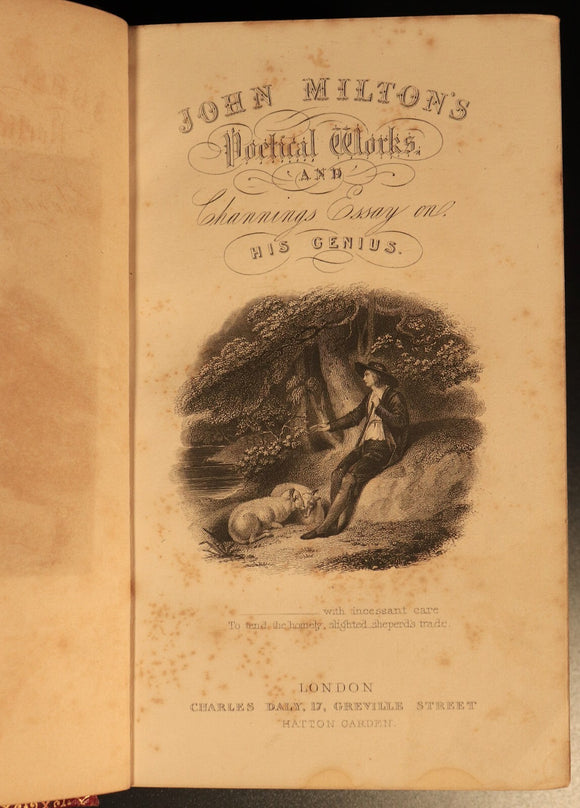 JOHN MILTON'S
Poetical Works,
AND
Channings Essay on
HIS GENIUS.
with incessant care
To tend the homely, slighted sheperd's trade.
LONDON
CHARLES DALY, 17, GREVILLE STREET
HATTON GARDEN.